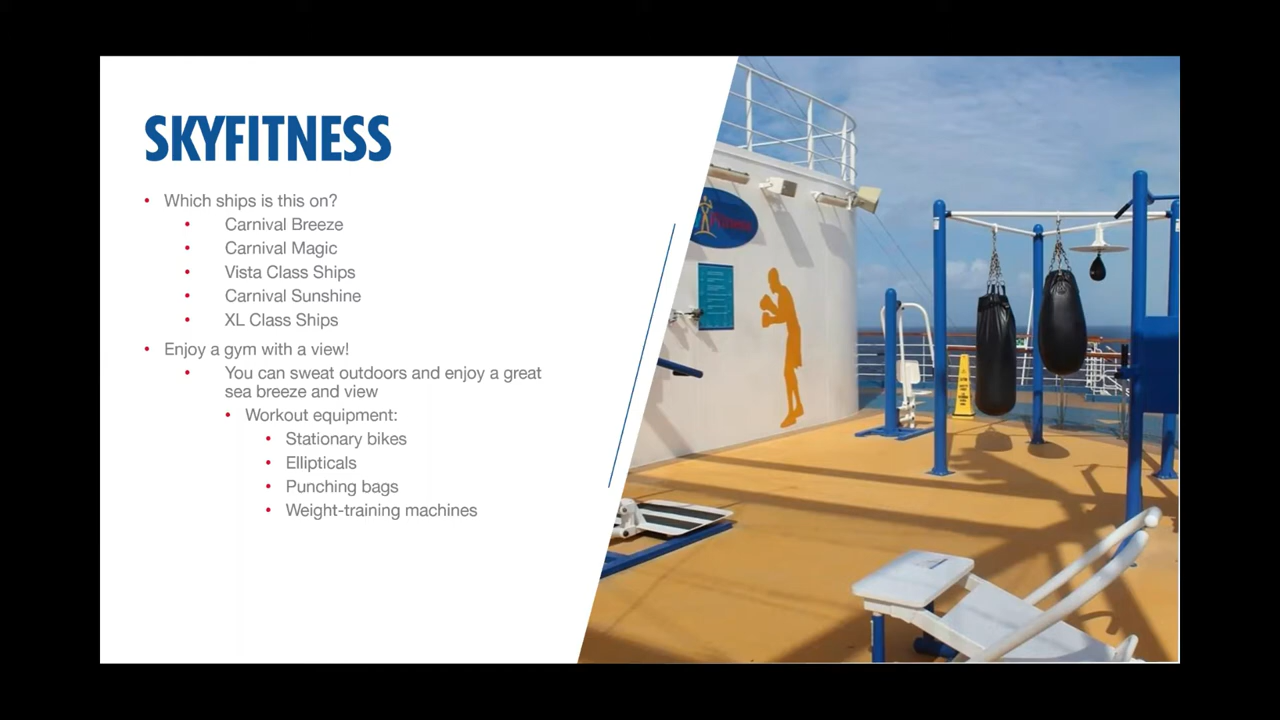 SKYFITNESS
• Which ships is this on?
• Carnival Breeze
• Carnival Magic
• Vista Class Ships
• Carnival Sunshine
• XL Class Ships
• Enjoy a gym with a view!
• You can sweat outdoors and enjoy a great
sea breeze and view
• Workout equipment:
• Stationary bikes
• Ellipticals
• Punching bags
• Weight-training machines